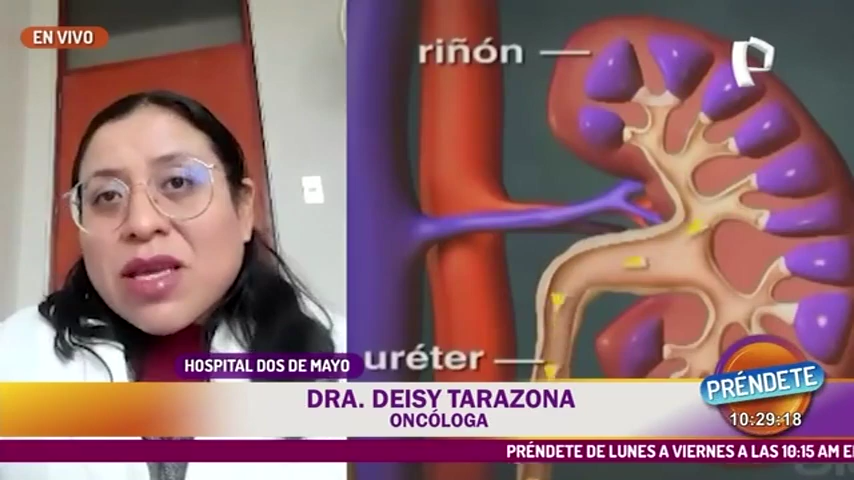 EN VIVO
riñón
P
HOSPITAL DOS DE MAYO
uréter
DRA. DEISY TARAZONA
ONCÓLOGA
PRÉNDETE
10:29:18
PRÉNDETE DE LUNES A VIERNES A LAS 10:15 AM E